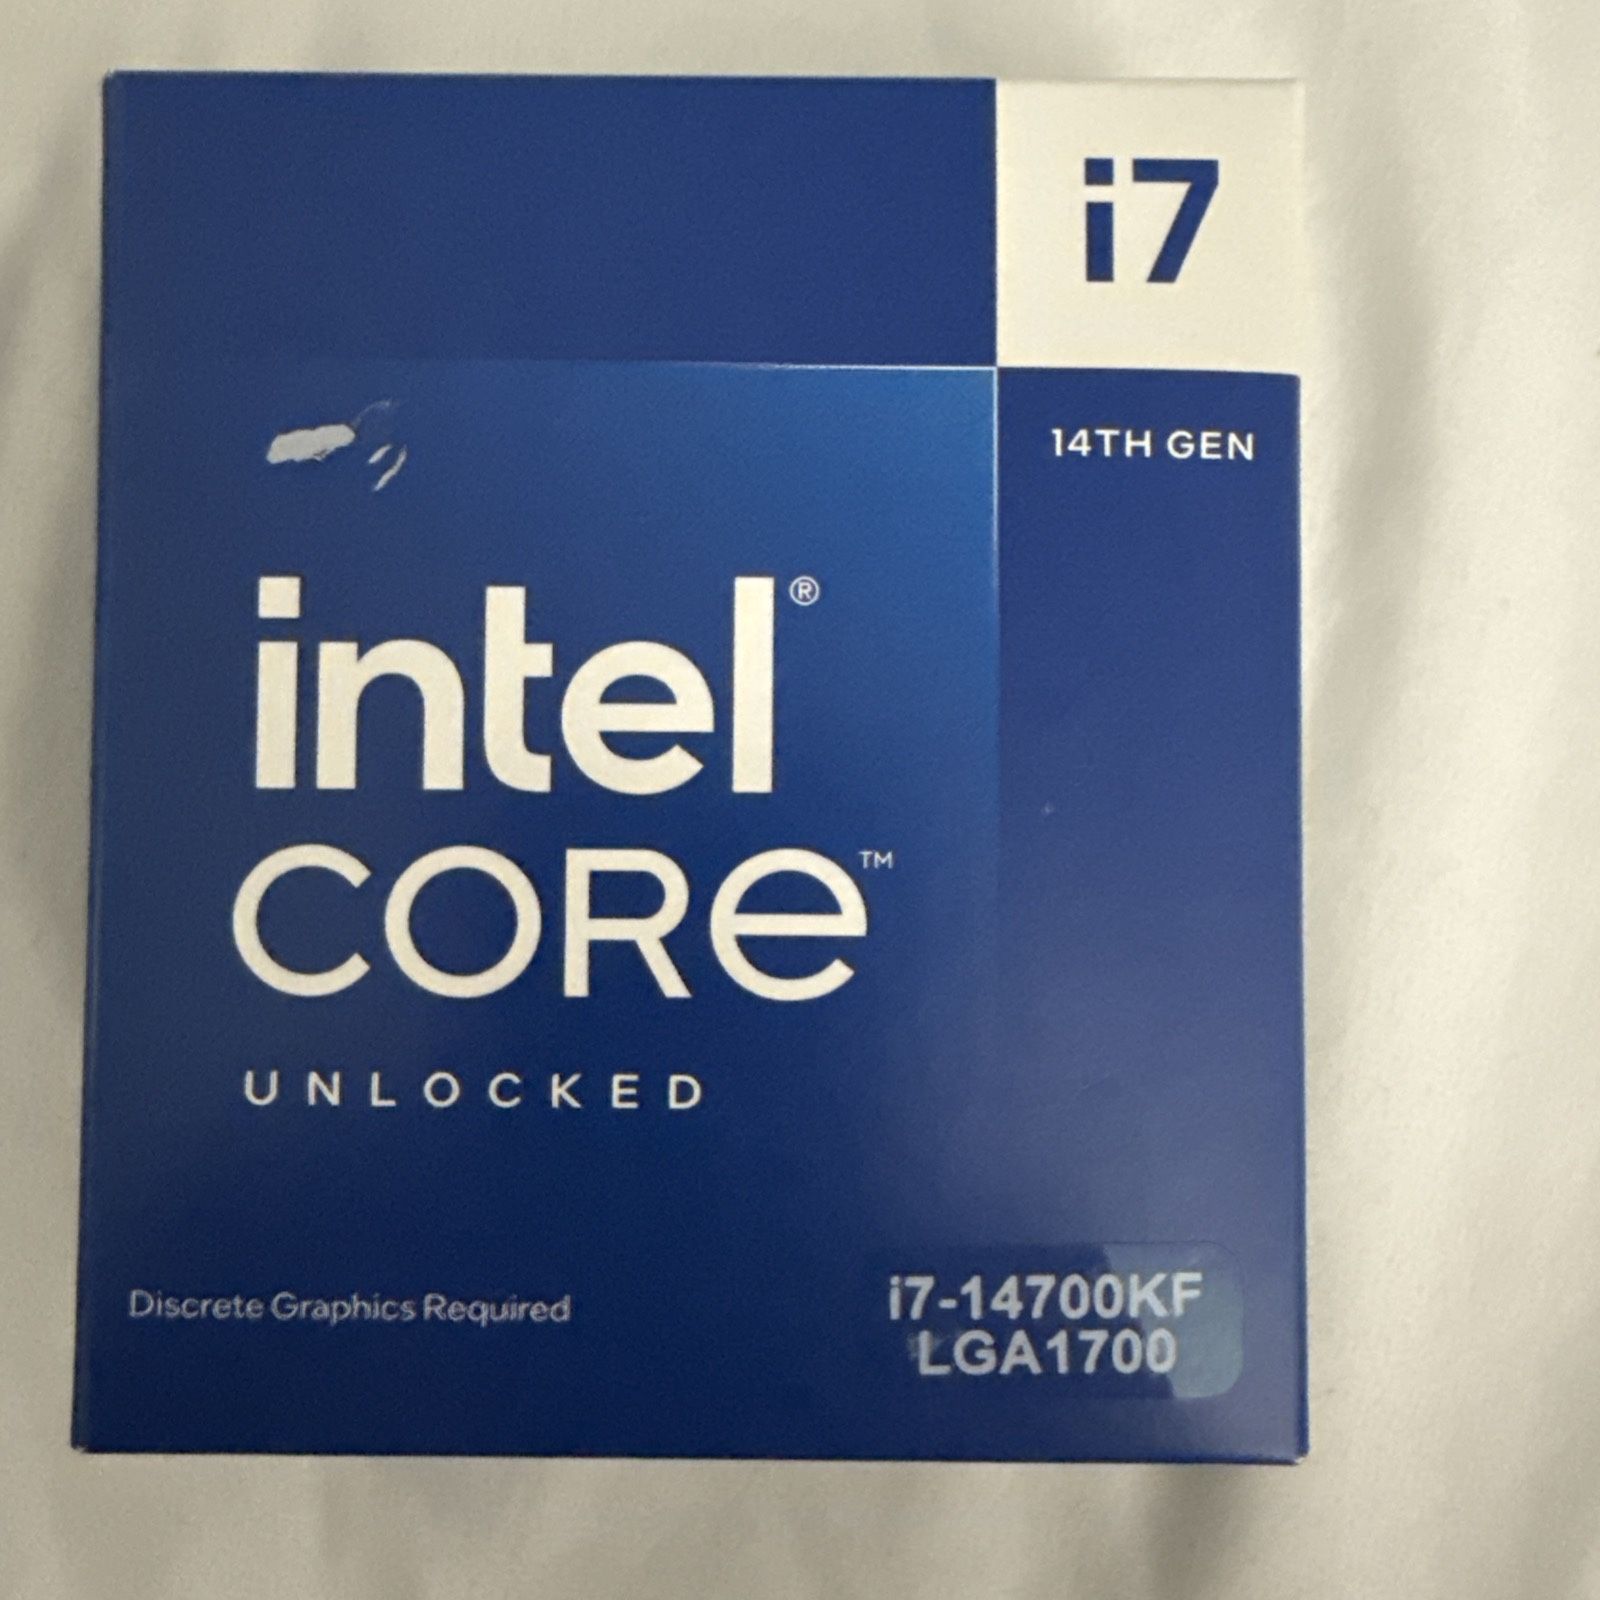 i7
14TH GEN
intel®
CORE™
UNLOCKED
Discrete Graphics Required
i7-14700KF
LGA1700